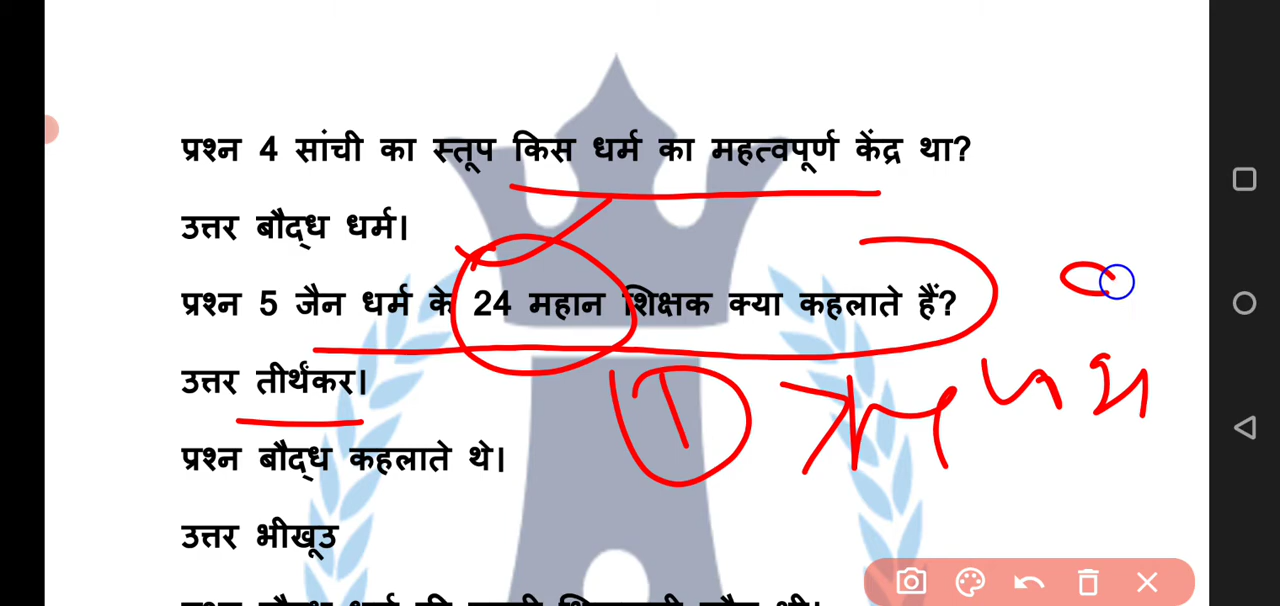 प्रश्न 4 सांची का स्तूप किस धर्म का महत्वपूर्ण केंद्र था?
उत्तर बौद्ध धर्म।
प्रश्न 5 जैन धर्म के 24 महान शिक्षक क्या कहलाते हैं?
उत्तर तीर्थंकर।
प्रश्न बौद्ध कहलाते थे।
उत्तर भीखूउ